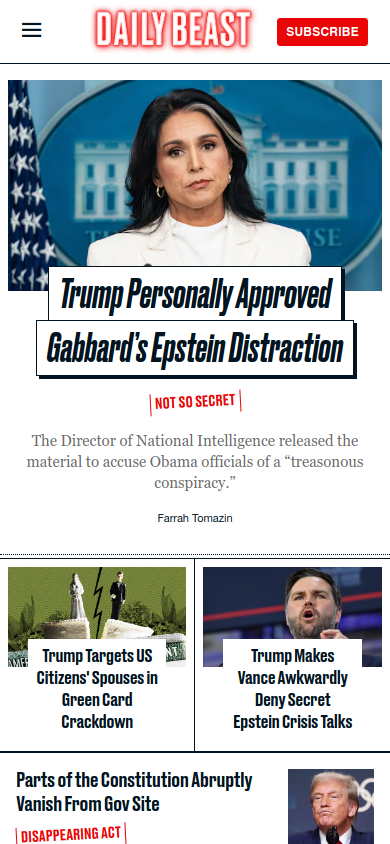 DAILY BEAST
SUBSCRIBE
THE WHITE HOUSE
Trump Personally Approved
Gabbard's Epstein Distraction
NOT SO SECRET
The Director of National Intelligence released the
material to accuse Obama officials of a “treasonous
conspiracy.”
Farrah Tomazin
Trump Targets US
Citizens' Spouses in
Green Card
Crackdown
Trump Makes
Vance Awkwardly
Deny Secret
Epstein Crisis Talks
Parts of the Constitution Abruptly
Vanish From Gov Site
DISAPPEARING ACT